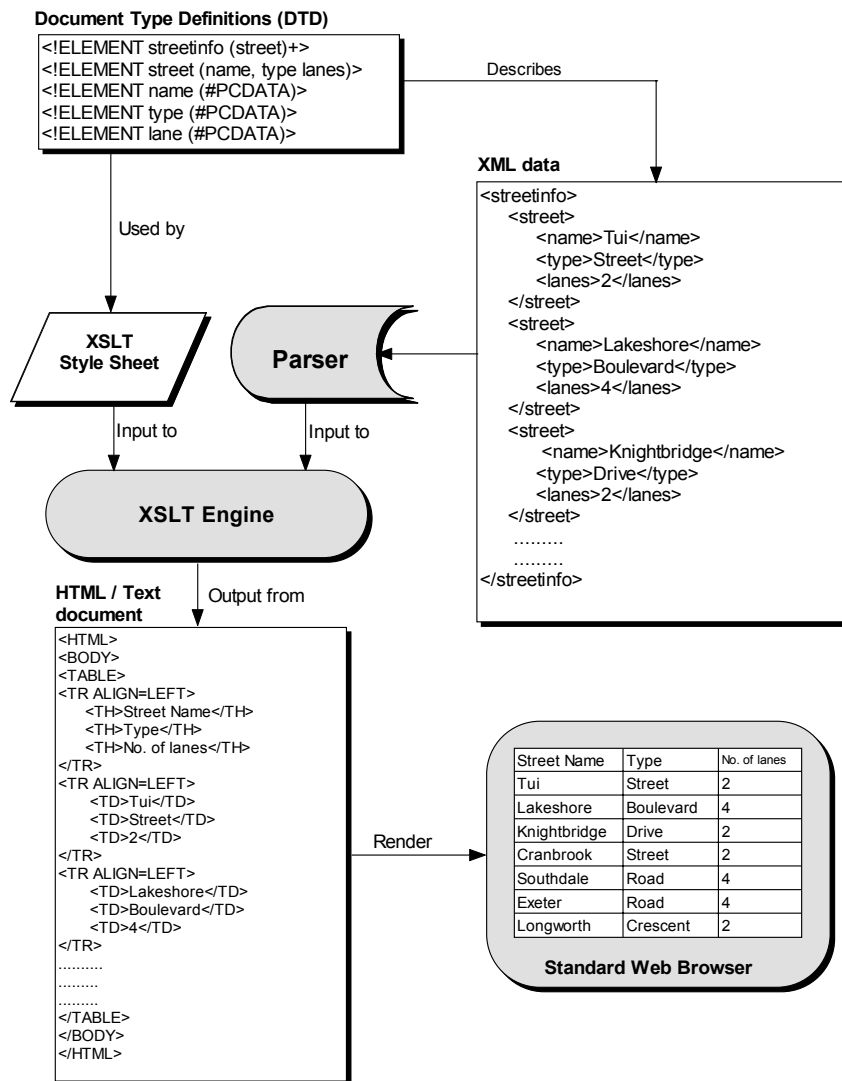 Document Type Definitions (DTD)
<!ELEMENT streetinfo (street)+>
<!ELEMENT street (name, type lanes)>
<!ELEMENT name (#PCDATA)>
<!ELEMENT type (#PCDATA)>
<!ELEMENT lane (#PCDATA)>
Describes
Used by
XML data
<streetinfo>
<street>
<name>Tui</name>
<type>Street</type>
<lanes>2</lanes>
</street>
<street>
<name>Lakeshore</name>
<type>Boulevard</type>
<lanes>4</lanes>
</street>
<street>
<name>Knightbridge</name>
<type>Drive</type>
<lanes>2</lanes>
</street>
.........
.........
</streetinfo>
XSLT
Style Sheet
Parser
Input to
Input to
XSLT Engine
Output from
HTML / Text
document
<HTML>
<BODY>
<TABLE>
<TR ALIGN=LEFT>
<TH>Street Name</TH>
<TH>Type</TH>
<TH>No. of lanes</TH>
</TR>
<TR ALIGN=LEFT>
<TD>Tui</TD>
<TD>Street</TD>
<TD>2</TD>
</TR>
<TR ALIGN=LEFT>
<TD>Lakeshore</TD>
<TD>Boulevard</TD>
<TD>4</TD>
</TR>
..........
.........
.........
</TABLE>
</BODY>
</HTML>
Render
Street Name Type No. of lanes
Tui Street 2
Lakeshore Boulevard 4
Knightbridge Drive 2
Cranbrook Street 2
Southdale Road 4
Exeter Road 4
Longworth Crescent 2
Standard Web Browser